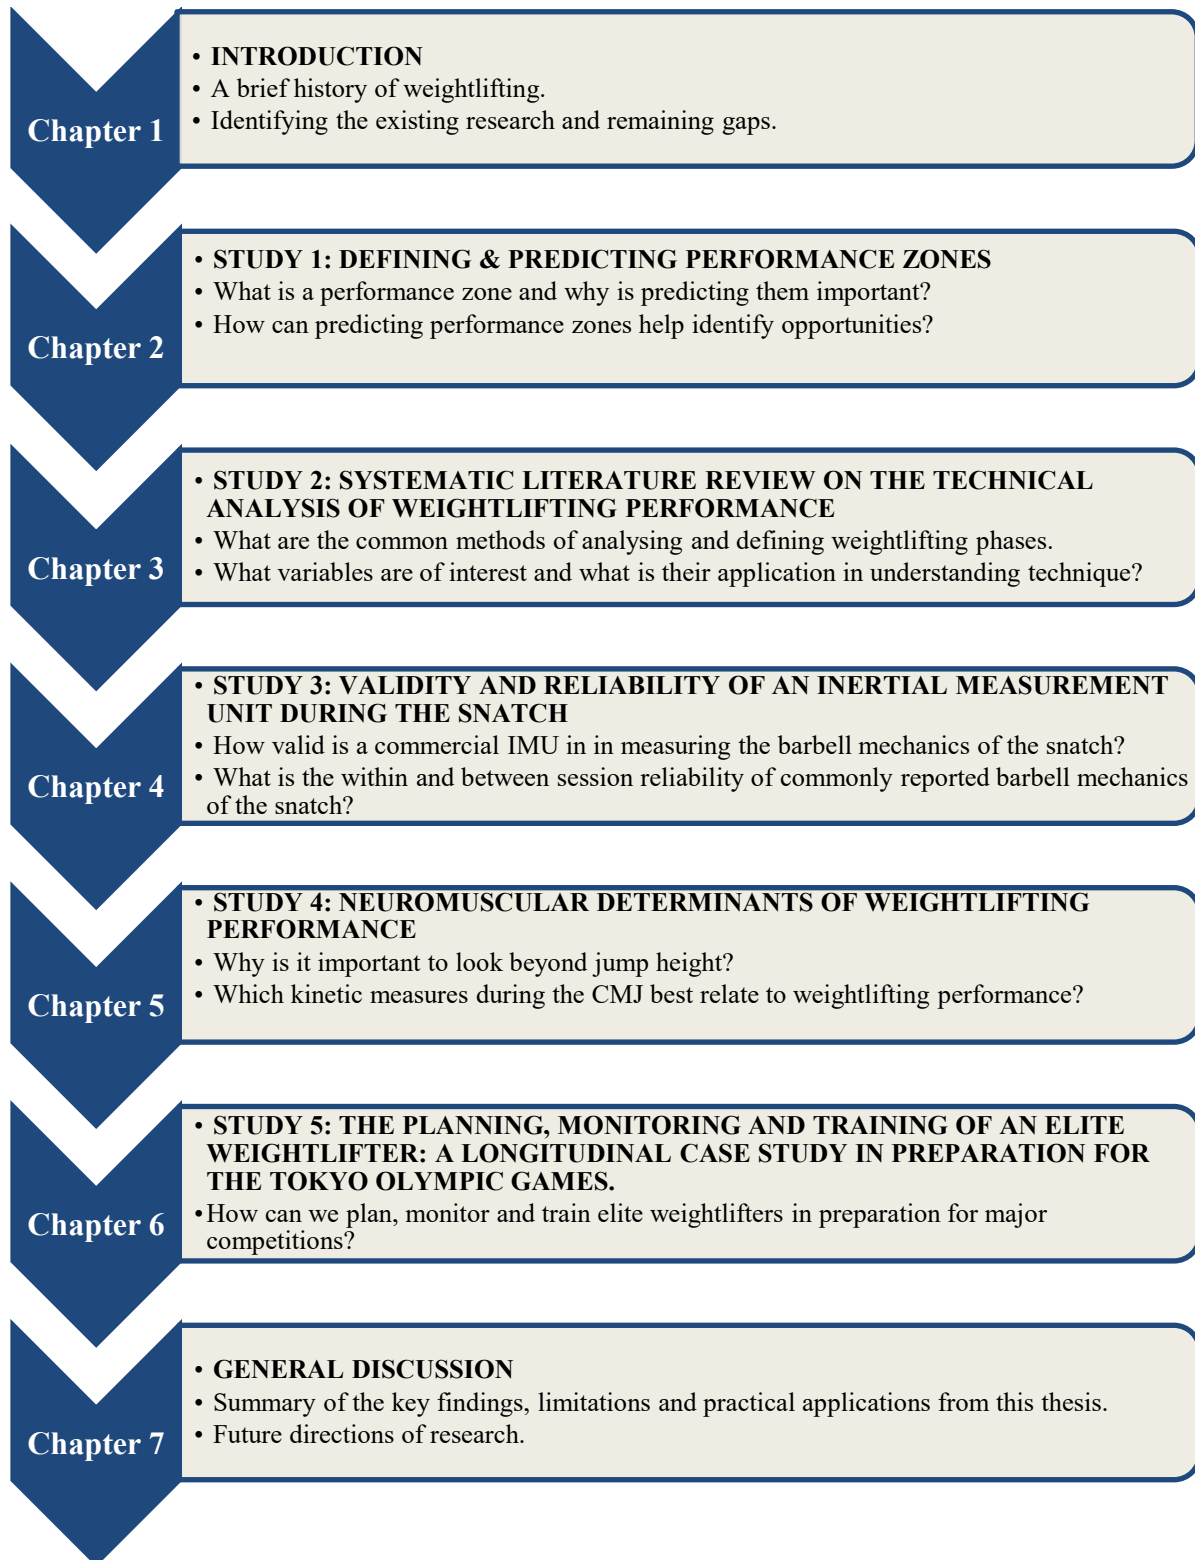 Chapter 1
• INTRODUCTION
• A brief history of weightlifting.
• Identifying the existing research and remaining gaps.
Chapter 2
• STUDY 1: DEFINING & PREDICTING PERFORMANCE ZONES
• What is a performance zone and why is predicting them important?
• How can predicting performance zones help identify opportunities?
Chapter 3
• STUDY 2: SYSTEMATIC LITERATURE REVIEW ON THE TECHNICAL
ANALYSIS OF WEIGHTLIFTING PERFORMANCE
• What are the common methods of analysing and defining weightlifting phases.
• What variables are of interest and what is their application in understanding technique?
Chapter 4
• STUDY 3: VALIDITY AND RELIABILITY OF AN INERTIAL MEASUREMENT
UNIT DURING THE SNATCH
• How valid is a commercial IMU in in measuring the barbell mechanics of the snatch?
• What is the within and between session reliability of commonly reported barbell mechanics
of the snatch?
Chapter 5
• STUDY 4: NEUROMUSCULAR DETERMINANTS OF WEIGHTLIFTING
PERFORMANCE
• Why is it important to look beyond jump height?
• Which kinetic measures during the CMJ best relate to weightlifting performance?
Chapter 6
• STUDY 5: THE PLANNING, MONITORING AND TRAINING OF AN ELITE
WEIGHTLIFTER: A LONGITUDINAL CASE STUDY IN PREPARATION FOR
THE TOKYO OLYMPIC GAMES.
•How can we plan, monitor and train elite weightlifters in preparation for major
competitions?
Chapter 7
• GENERAL DISCUSSION
• Summary of the key findings, limitations and practical applications from this thesis.
• Future directions of research.